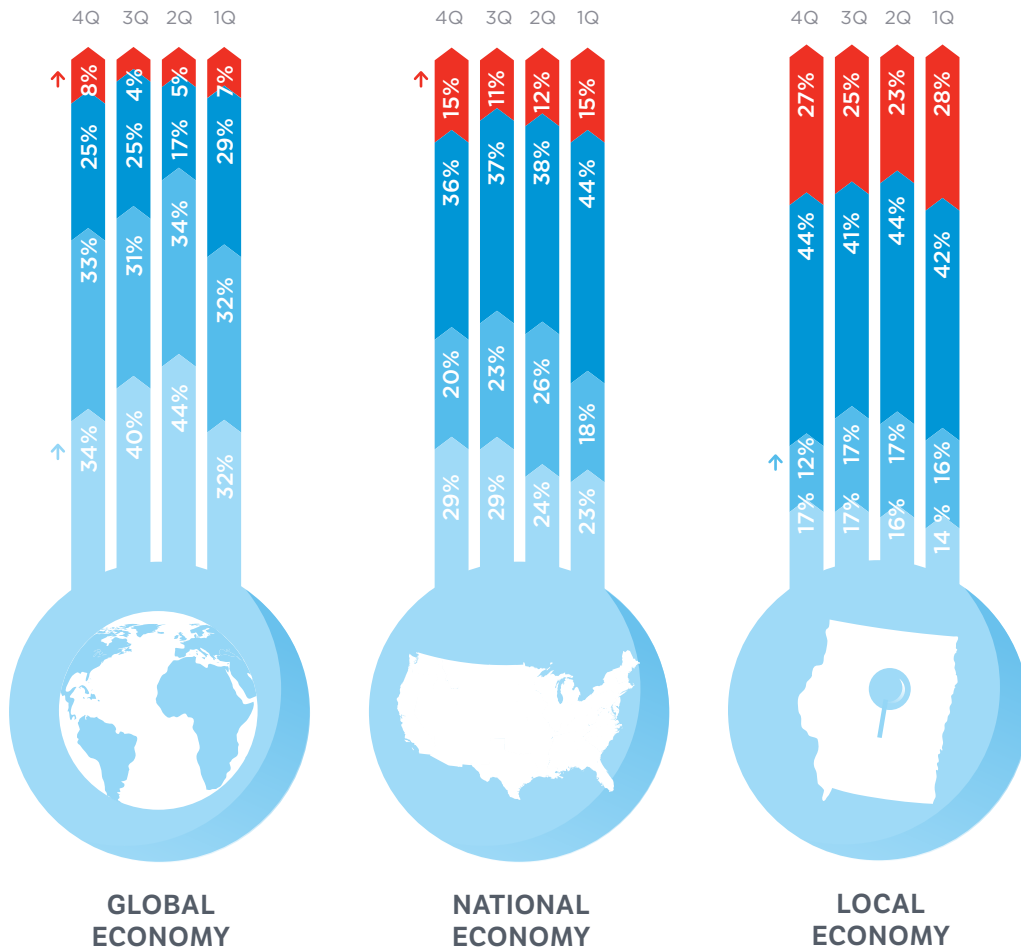 4Q 3Q 2Q 1Q
8% 4% 5% 7%
25% 25% 17% 29%
33% 31% 34% 32%
34% 40% 44% 32%
GLOBAL
ECONOMY
4Q 3Q 2Q 1Q
15% 11% 12% 15%
36% 37% 38% 44%
20% 23% 26% 18%
29% 29% 24% 23%
NATIONAL
ECONOMY
4Q 3Q 2Q 1Q
27% 25% 23% 28%
44% 41% 44% 42%
12% 17% 17% 16%
17% 17% 16% 14 %
LOCAL
ECONOMY